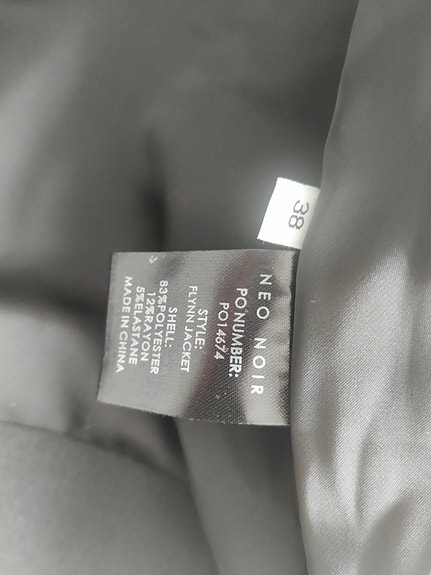 38
NEO NOIR
PO NUMBER:
PO14674
STYLE:
FLYNN JACKET
SHELL:
83%POLYESTER
12%RAYON
5%ELASTANE
MADE IN CHINA